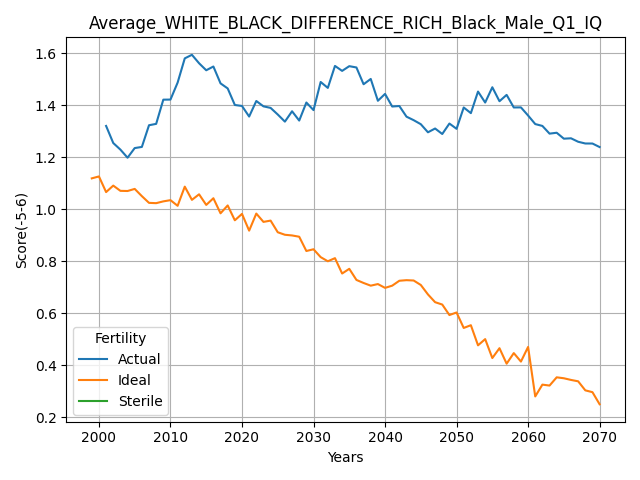 Average_WHITE_BLACK_DIFFERENCE_RICH_Black_Male_Q1_IQ
1.6
1.4
1.2
1.0
0.8
0.6
0.4
0.2
Score(-5-6)
Fertility
Actual
Ideal
Sterile
2000 2010 2020 2030 2040 2050 2060 2070
Years